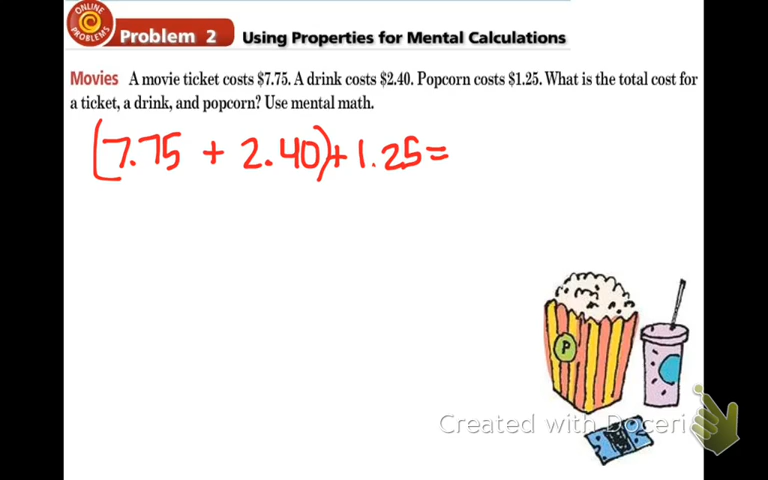 ONLINE
PROBLEMS
Problem 2 Using Properties for Mental Calculations
Movies A movie ticket costs $7.75. A drink costs $2.40. Popcorn costs $1.25. What is the total cost for
a ticket, a drink, and popcorn? Use mental math.
(7.75 + 2.40)+1.25=
P
Created with Doceri